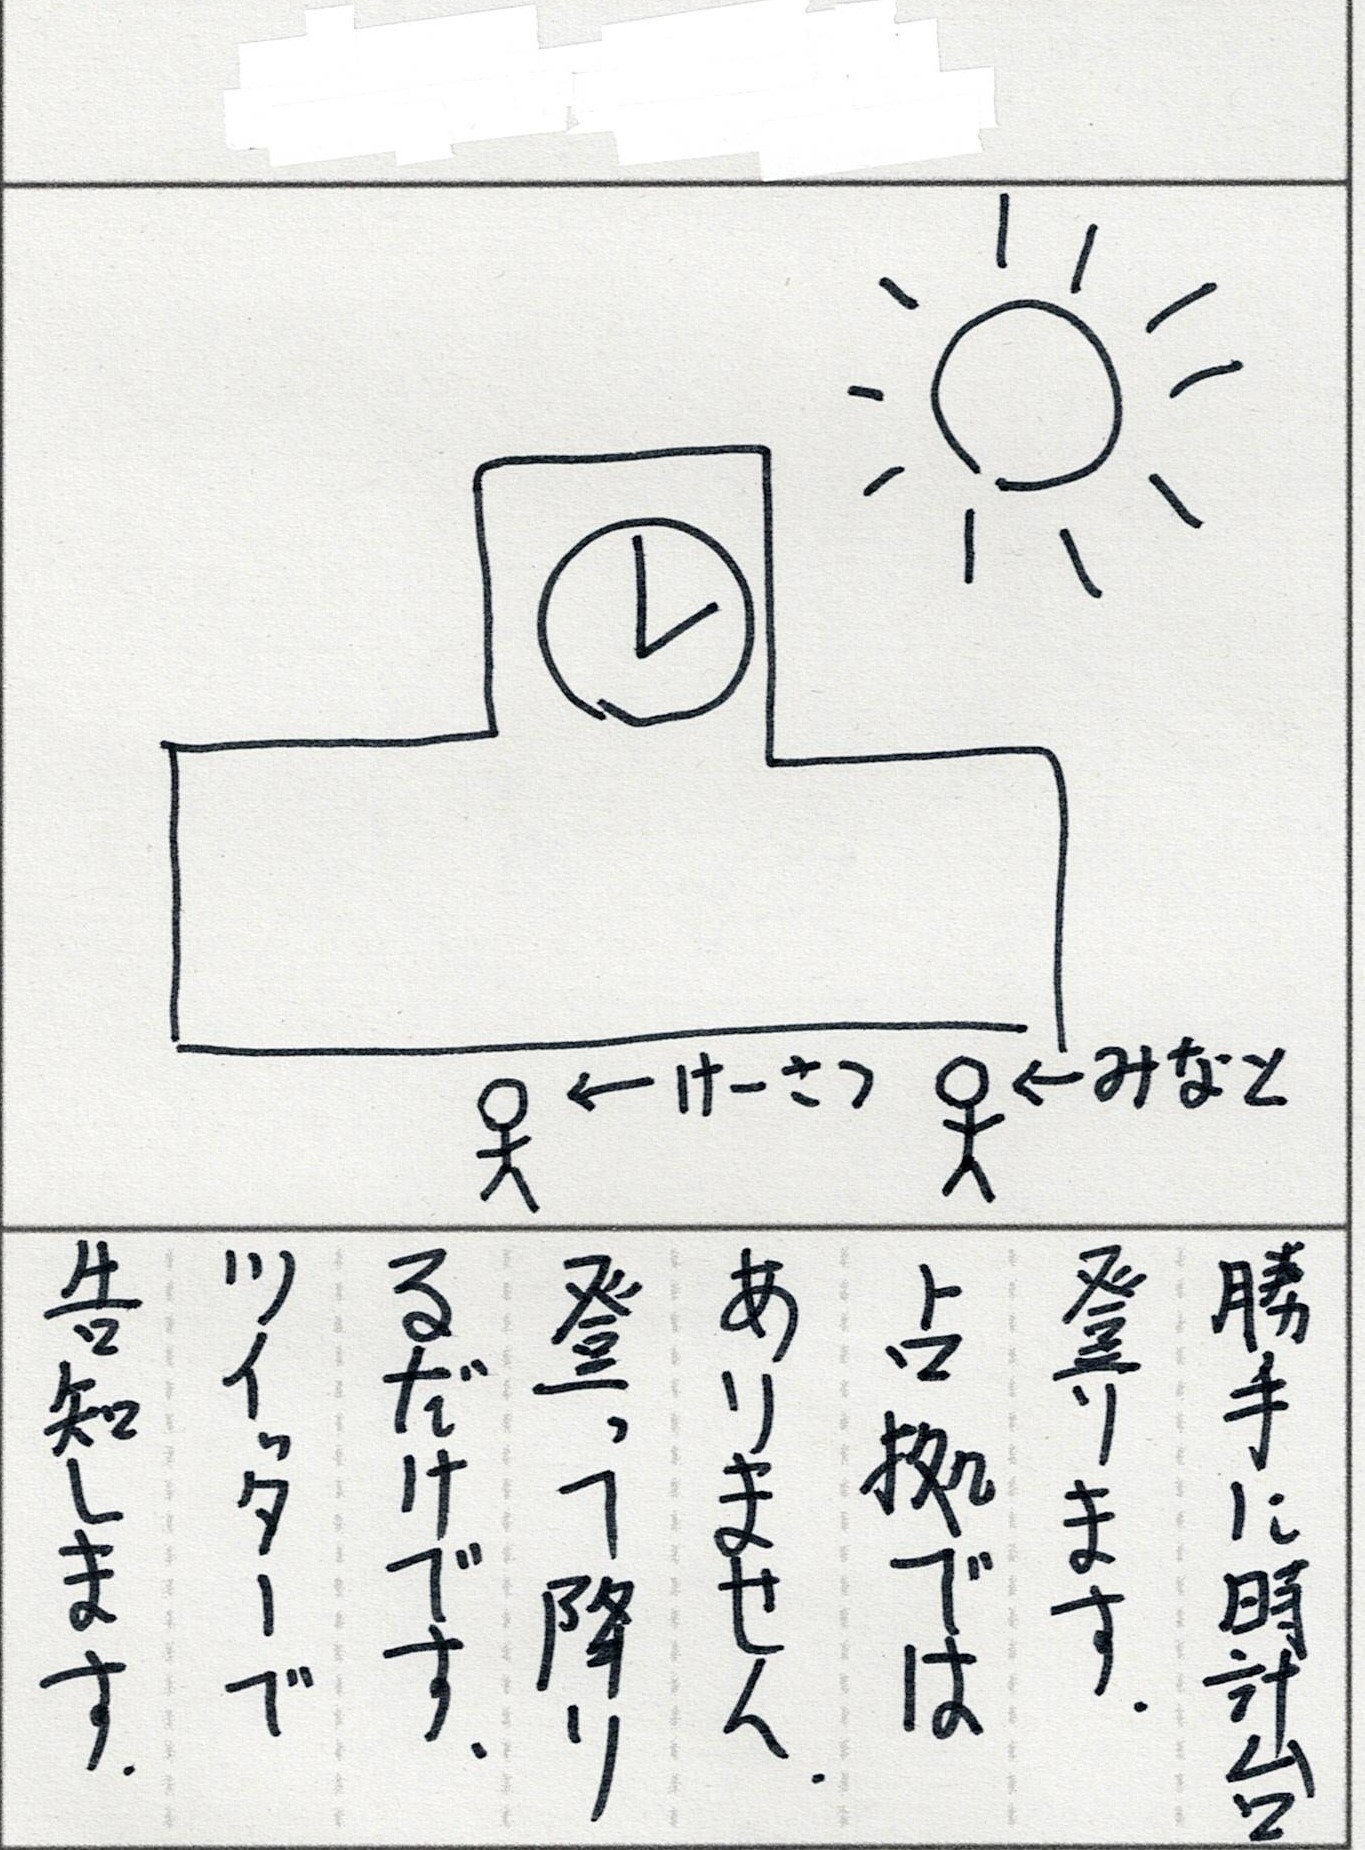 ←けーさつ
←みなと
勝手に時計台
登ります.
占拠では
ありません.
登って降り
るだけです.
ツイッターで
告知します.